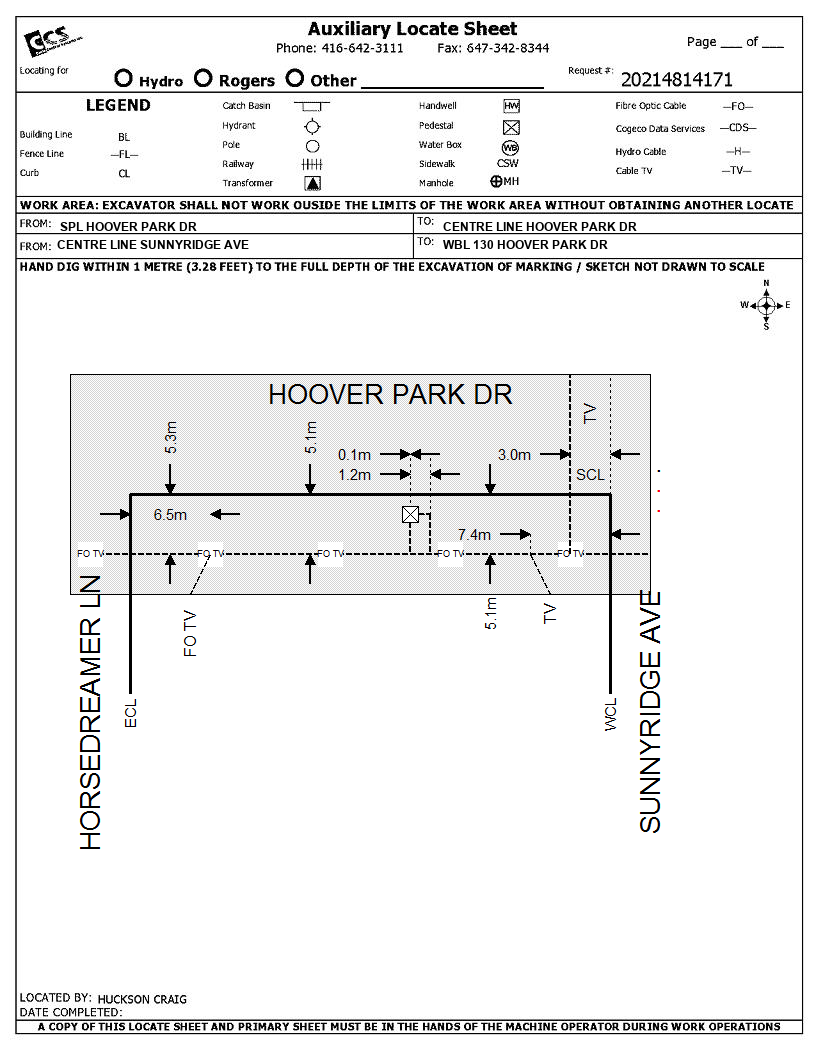 Auxiliary Locate Sheet
Phone: 416-642-3111 Fax: 647-342-8344
Page ___ of ___
CCS
Locating for
Hydro Rogers Other
Request #: 20214814171
LEGEND
Building Line BL
Fence Line —FL—
Curb CL
Catch Basin
Hydrant
Pole
Railway
Transformer
Handwell HW
Pedestal
Water Box WB
Sidewalk CSW
Manhole MH
Fibre Optic Cable —FO—
Cogeco Data Services —CDS—
Hydro Cable —H—
Cable TV —TV—
WORK AREA: EXCAVATOR SHALL NOT WORK OUSIDE THE LIMITS OF THE WORK AREA WITHOUT OBTAINING ANOTHER LOCATE
FROM: SPL HOOVER PARK DR TO: CENTRE LINE HOOVER PARK DR
FROM: CENTRE LINE SUNNYRIDGE AVE TO: WBL 130 HOOVER PARK DR
HAND DIG WITHIN 1 METRE (3.28 FEET) TO THE FULL DEPTH OF THE EXCAVATION OF MARKING / SKETCH NOT DRAWN TO SCALE
N
W E
S
HOOVER PARK DR
TV
5.3m
5.1m
0.1m
3.0m
1.2m
SCL
6.5m
7.4m
FO TV FO TV FO TV FO TV FO TV
FO TV
5.1m
TV
HORSEDREAMER LN
ECL
WCL
SUNNYRIDGE AVE
LOCATED BY: HUCKSON CRAIG
DATE COMPLETED:
A COPY OF THIS LOCATE SHEET AND PRIMARY SHEET MUST BE IN THE HANDS OF THE MACHINE OPERATOR DURING WORK OPERATIONS